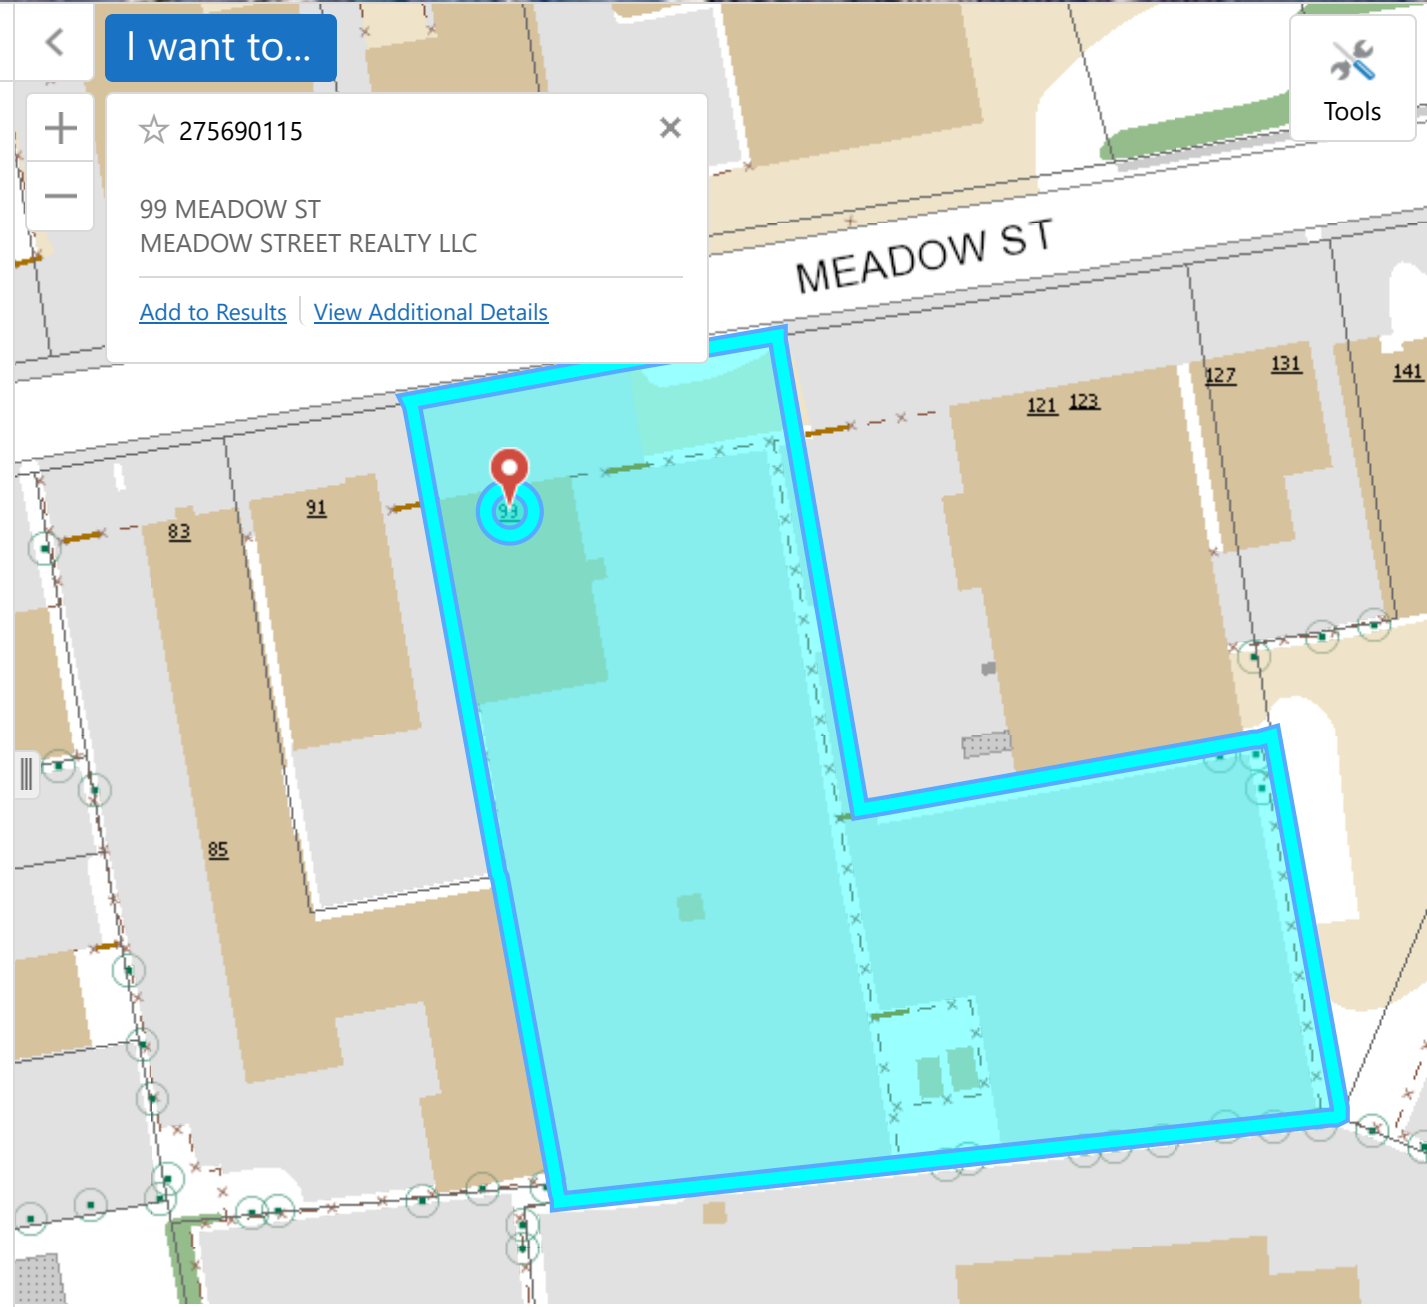 I want to...
Tools
275690115
99 MEADOW ST
MEADOW STREET REALTY LLC
Add to Results
View Additional Details
MEADOW ST
131
127
141
121
123
91
99
83
85